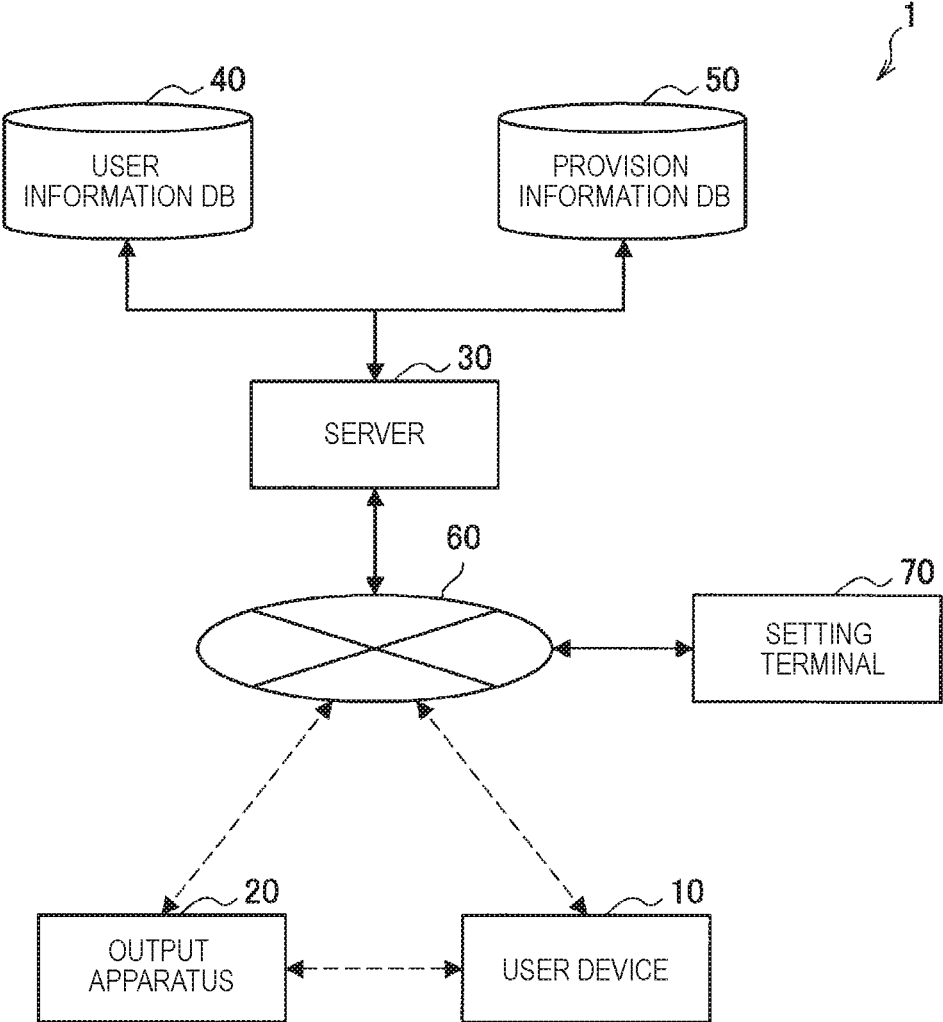 1
40
50
USER
INFORMATION DB
PROVISION
INFORMATION DB
30
SERVER
60
70
SETTING
TERMINAL
20
10
OUTPUT
APPARATUS
USER DEVICE